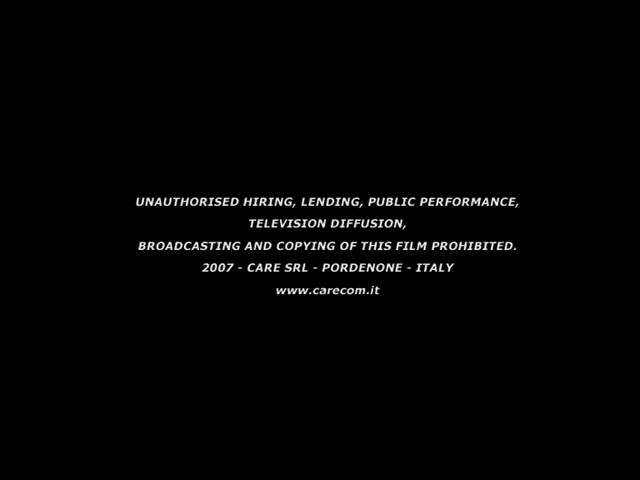 UNAUTHORISED HIRING, LENDING, PUBLIC PERFORMANCE,
TELEVISION DIFFUSION,
BROADCASTING AND COPYING OF THIS FILM PROHIBITED.
2007 - CARE SRL - PORDENONE - ITALY
www.carecom.it